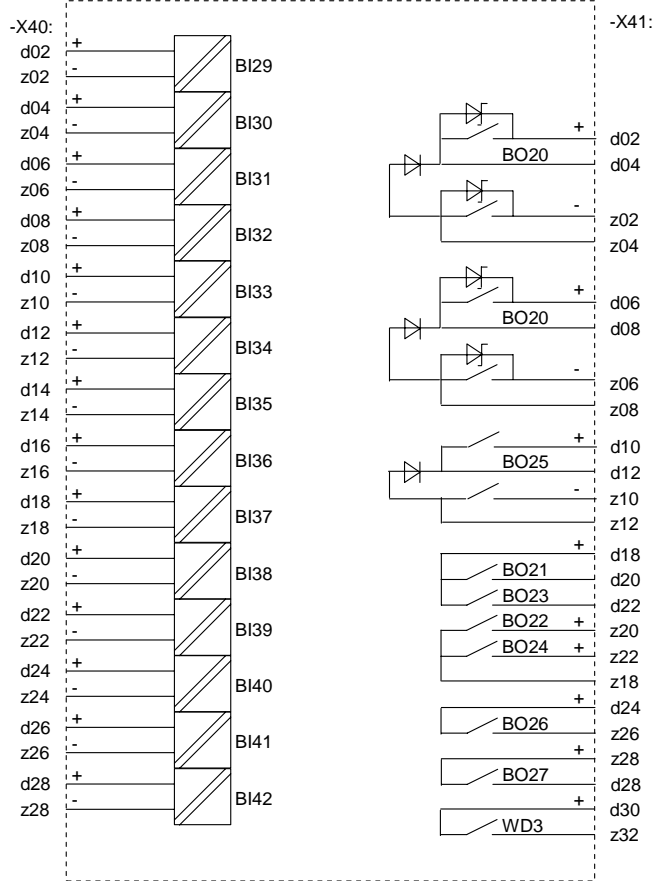 -X40:
d02 +
z02 -
BI29
d04 +
z04 -
BI30
d06 +
z06 -
BI31
d08 +
z08 -
BI32
d10 +
z10 -
BI33
d12 +
z12 -
BI34
d14 +
z14 -
BI35
d16 +
z16 -
BI36
d18 +
z18 -
BI37
d20 +
z20 -
BI38
d22 +
z22 -
BI39
d24 +
z24 -
BI40
d26 +
z26 -
BI41
d28 +
z28 -
BI42
-X41:
+ d02
BO20 d04
- z02
z04
+ d06
BO20 d08
- z06
z08
+ d10
BO25 d12
- z10
z12
+ d18
BO21 d20
BO23 d22
BO22 + z20
BO24 + z22
z18
+ d24
BO26 z26
+ z28
BO27 d28
+ d30
WD3 z32